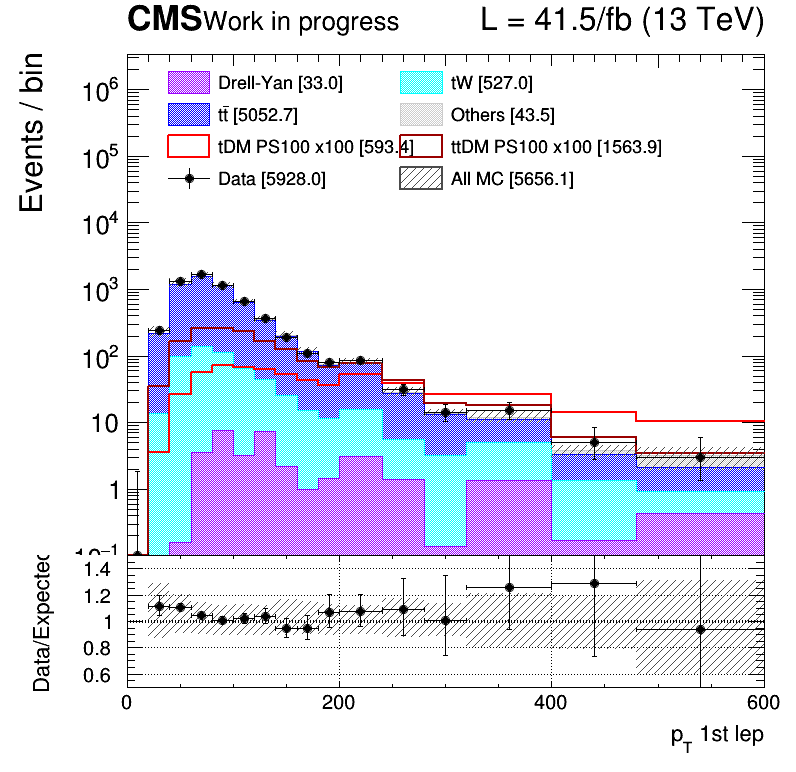 CMS Work in progress L = 41.5/fb (13 TeV)
Events / bin
Drell-Yan [33.0] tW [527.0]
tt̄ [5052.7] Others [43.5]
tDM PS100 x100 [593.4] ttDM PS100 x100 [1563.9]
Data [5928.0] All MC [5656.1]
10⁶
10⁵
10⁴
10³
10²
10
1
10⁻¹
Data/Expected
1.4
1.2
1
0.8
0.6
0 200 400 600
p_T 1st lep